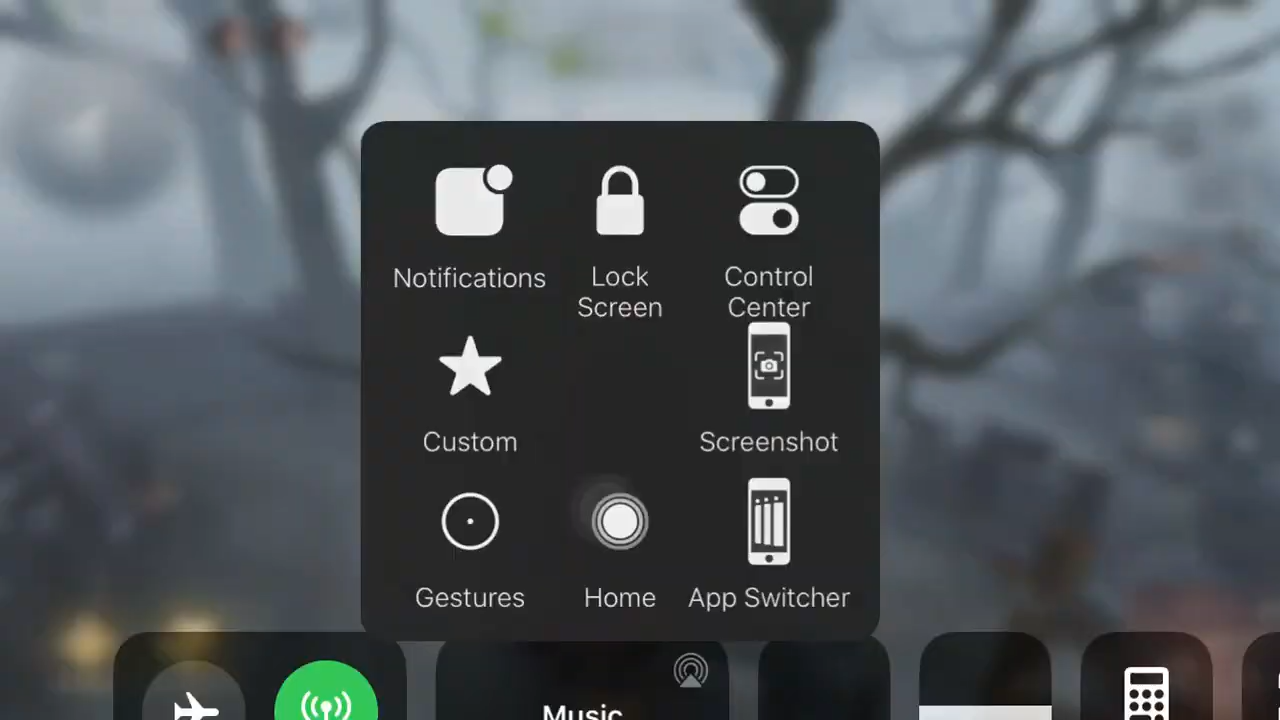 Notifications
Lock
Screen
Control
Center
Custom
Screenshot
Gestures
Home
App Switcher
Music